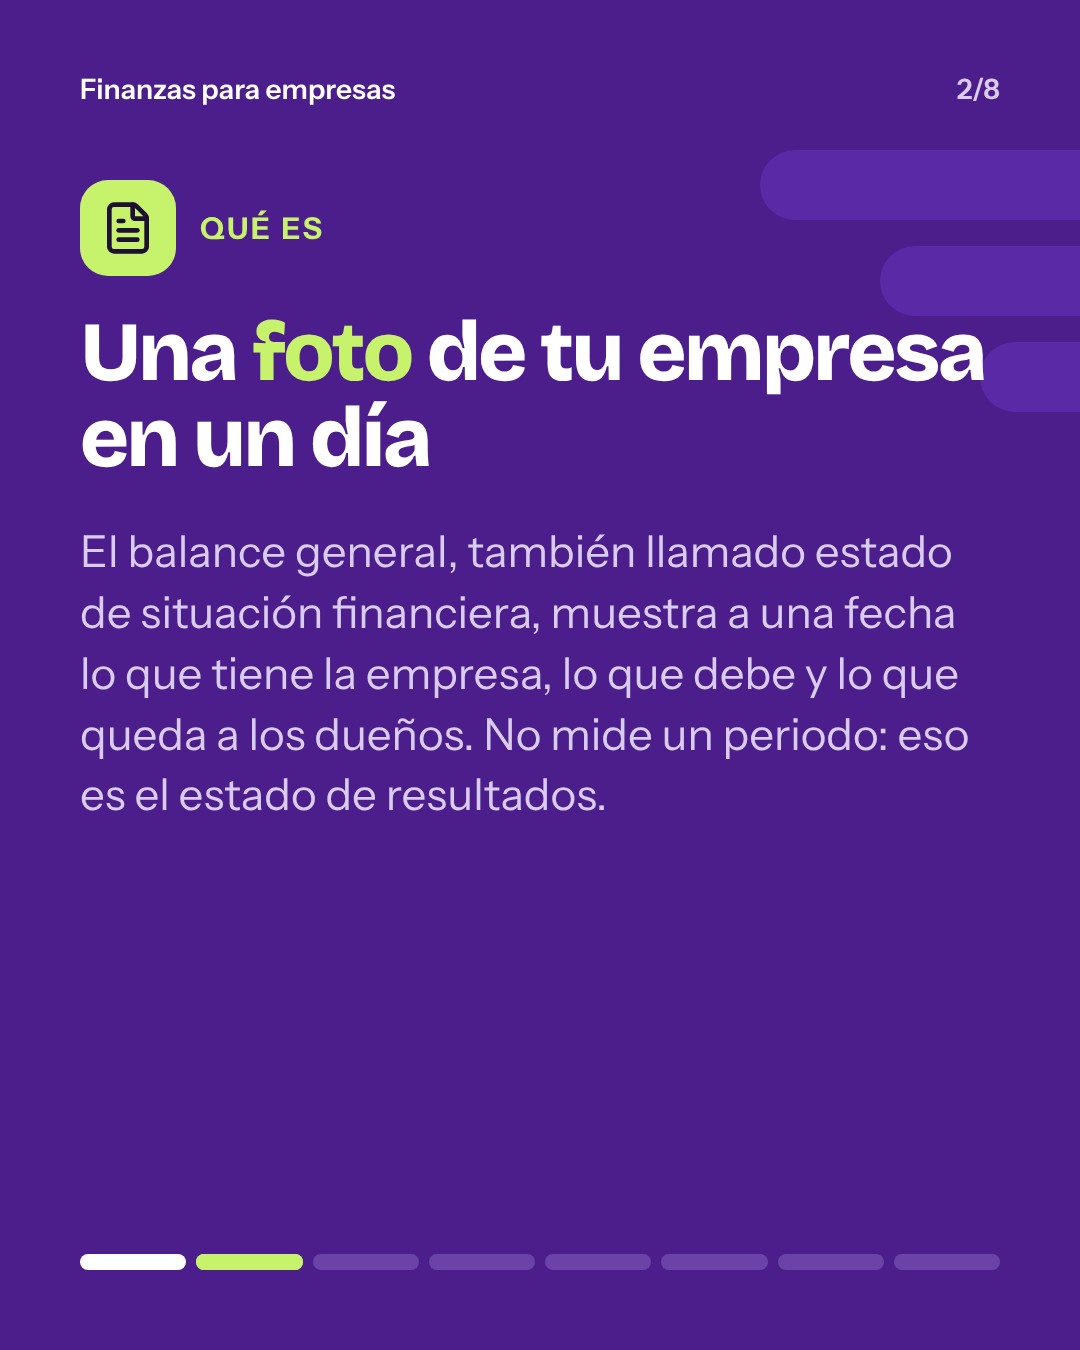 Finanzas para empresas
2/8
QUÉ ES
Una foto de tu empresa
en un día
El balance general, también llamado estado
de situación financiera, muestra a una fecha
lo que tiene la empresa, lo que debe y lo que
queda a los dueños. No mide un periodo: eso
es el estado de resultados.